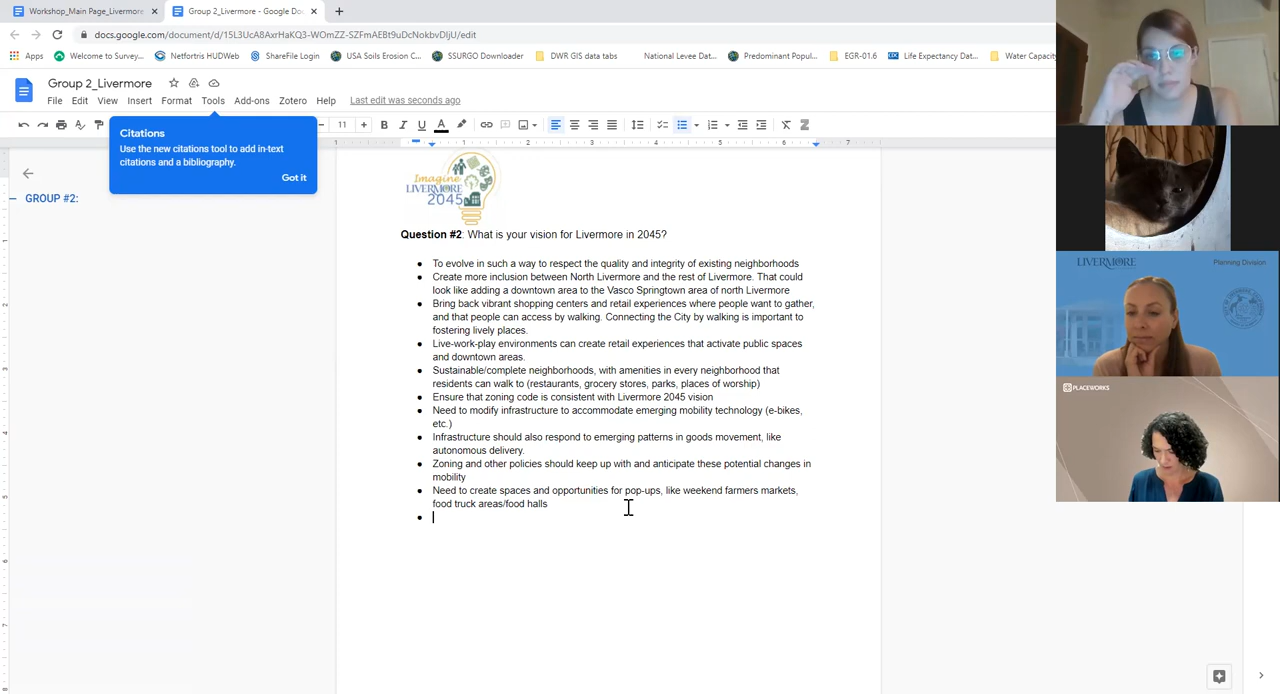 Workshop_Main Page_Livermore
Group 2_Livermore - Google Doc
docs.google.com/document/d/15L3UcA8AxrHaKQ3-WOmZZ-SZFmAEBt9uDcNokbvDIjU/edit
Apps
Welcome to Survey...
Netfortris HUDWeb
ShareFile Login
USA Soils Erosion C...
SSURGO Downloader
DWR GIS data tabs
National Levee Dat...
Predominant Popul...
EGR-01.6
Life Expectancy Dat...
Water Capacity
Group 2_Livermore
File Edit View Insert Format Tools Add-ons Zotero Help Last edit was seconds ago
11
Citations
Use the new citations tool to add in-text
citations and a bibliography.
Got it
GROUP #2:
Imagine
LIVERMORE
2045
Question #2: What is your vision for Livermore in 2045?
To evolve in such a way to respect the quality and integrity of existing neighborhoods
Create more inclusion between North Livermore and the rest of Livermore. That could
look like adding a downtown area to the Vasco Springtown area of north Livermore
Bring back vibrant shopping centers and retail experiences where people want to gather,
and that people can access by walking. Connecting the City by walking is important to
fostering lively places.
Live-work-play environments can create retail experiences that activate public spaces
and downtown areas.
Sustainable/complete neighborhoods, with amenities in every neighborhood that
residents can walk to (restaurants, grocery stores, parks, places of worship)
Ensure that zoning code is consistent with Livermore 2045 vision
Need to modify infrastructure to accommodate emerging mobility technology (e-bikes,
etc.)
Infrastructure should also respond to emerging patterns in goods movement, like
autonomous delivery.
Zoning and other policies should keep up with and anticipate these potential changes in
mobility
Need to create spaces and opportunities for pop-ups, like weekend farmers markets,
food truck areas/food halls
LIVERMORE
Planning Division
PLACEWORKS